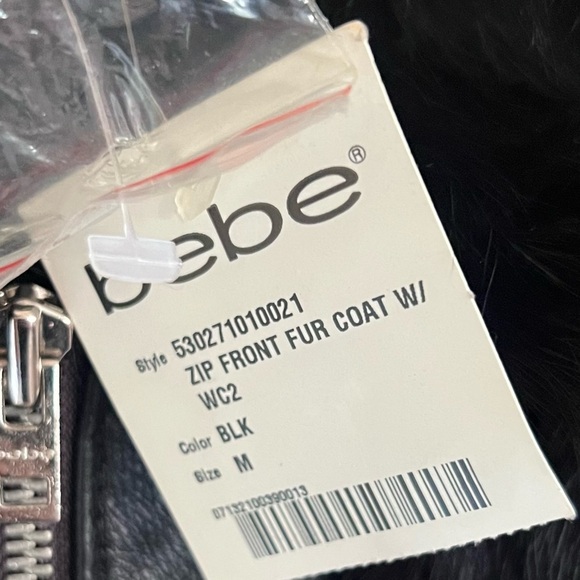 bebe®
Style 530271010021
ZIP FRONT FUR COAT W/
WC2
Color BLK
Size M
07132100390013